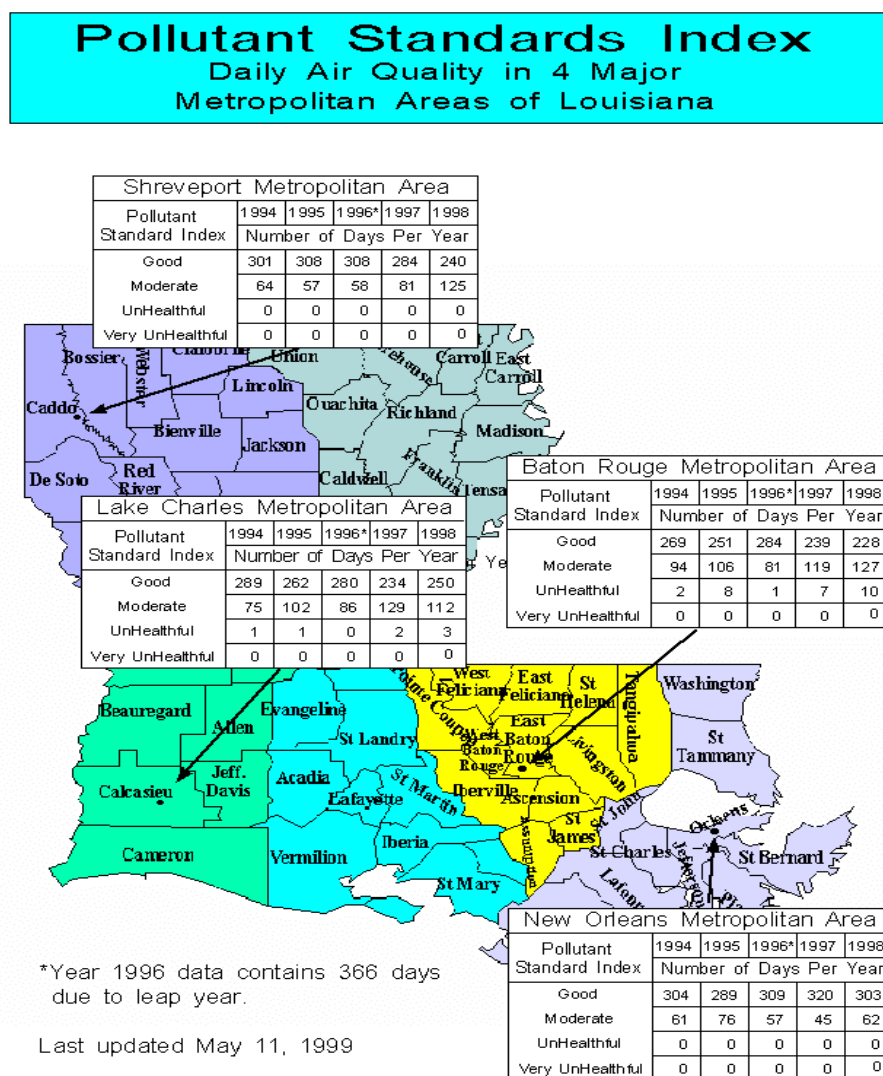 Pollutant Standards Index
Daily Air Quality in 4 Major
Metropolitan Areas of Louisiana
Shreveport Metropolitan Area
Pollutant Standard Index 1994 1995 1996* 1997 1998
Number of Days Per Year
Good 301 308 308 284 240
Moderate 64 57 58 81 125
UnHealthful 0 0 0 0 0
Very UnHealthful 0 0 0 0 0
Bossier Webster Claiborne Union Carroll East Carroll
Lincoln
Caddo Ouachita Richland
Bienville Madison
Jackson
De Soto Red River Caldwell Franklin
Baton Rouge Metropolitan Area
Pollutant Standard Index 1994 1995 1996* 1997 1998
Number of Days Per Year
Good 269 251 284 239 228
Moderate 94 106 81 119 127
UnHealthful 2 8 1 7 10
Very UnHealthful 0 0 0 0 0
Lake Charles Metropolitan Area
Pollutant Standard Index 1994 1995 1996* 1997 1998
Number of Days Per Year
Good 289 262 280 234 250
Moderate 75 102 86 129 112
UnHealthful 1 1 0 2 3
Very UnHealthful 0 0 0 0 0
West Feliciana East Feliciana St Helena Tangipahoa Washington
Beauregard Allen Evangeline Pointe Coupee
St Landry West Baton Rouge East Baton Rouge Livingston St Tammany
Calcasieu Jeff. Davis Acadia Lafayette St Martin Iberville Ascension
St John Orleans
Cameron Vermilion Iberia Assumption St James St Charles Jefferson St Bernard
St Mary
New Orleans Metropolitan Area
Pollutant Standard Index 1994 1995 1996* 1997 1998
Number of Days Per Year
Good 304 289 309 320 303
Moderate 61 76 57 45 62
UnHealthful 0 0 0 0 0
Very UnHealthful 0 0 0 0 0
*Year 1996 data contains 366 days
due to leap year.
Last updated May 11, 1999